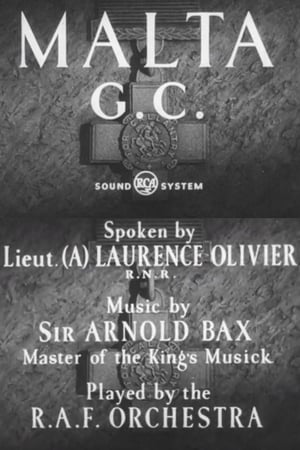 MALTA
G.C.
SOUND RCA SYSTEM
Spoken by
Lieut. (A) LAURENCE OLIVIER
R.N.R.
Music by
SIR ARNOLD BAX
Master of the King's Musick
Played by the
R.A.F. ORCHESTRA